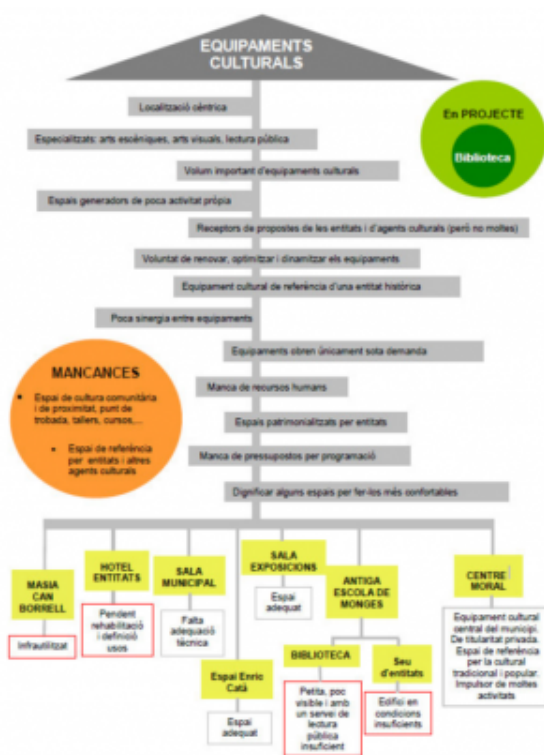 EQUIPAMENTS
CULTURALS
Localització cèntrica
En PROJECTE
Biblioteca
Especialitzats: arts escèniques, arts visuals, lectura pública
Volum important d'equipaments culturals
Espais generadors de poca activitat pròpia
Receptors de propostes de les entitats i d'agents culturals (però no moltes)
Voluntat de renovar, optimitzar i dinamitzar els equipaments
Equipament cultural de referència d'una entitat històrica
Poca sinergia entre equipaments
Equipaments obren únicament sota demanda
MANCANCES
Espai de cultura comunitària
i de proximitat, punt de
trobada, tallers, cursos,...
Espai de referència
per entitats i altres
agents culturals
Manca de recursos humans
Espais patrimonialitzats per entitats
Manca de pressupostos per programació
Dignificar alguns espais per fer-los més confortables
MASIA
CAN
BORRELL
Infrautilitzat
HOTEL
ENTITATS
Pendent
rehabilitació
i definició
usos
SALA
MUNICIPAL
Falta
adequació
tècnica
Espai Enric
Catà
Espai
adequat
SALA
EXPOSICIONS
Espai
adequat
ANTIGA
ESCOLA DE
MONGES
BIBLIOTECA
Petita, poc
visible i amb
un servei de
lectura
pública
insuficient
Seu
d'entitats
Edifici en
condicions
insuficients
CENTRE
MORAL
Equipament cultural
central del municipi.
De titularitat privada.
Espai de referència
per la cultural
tradicional i popular.
Impulsor de moltes
activitats